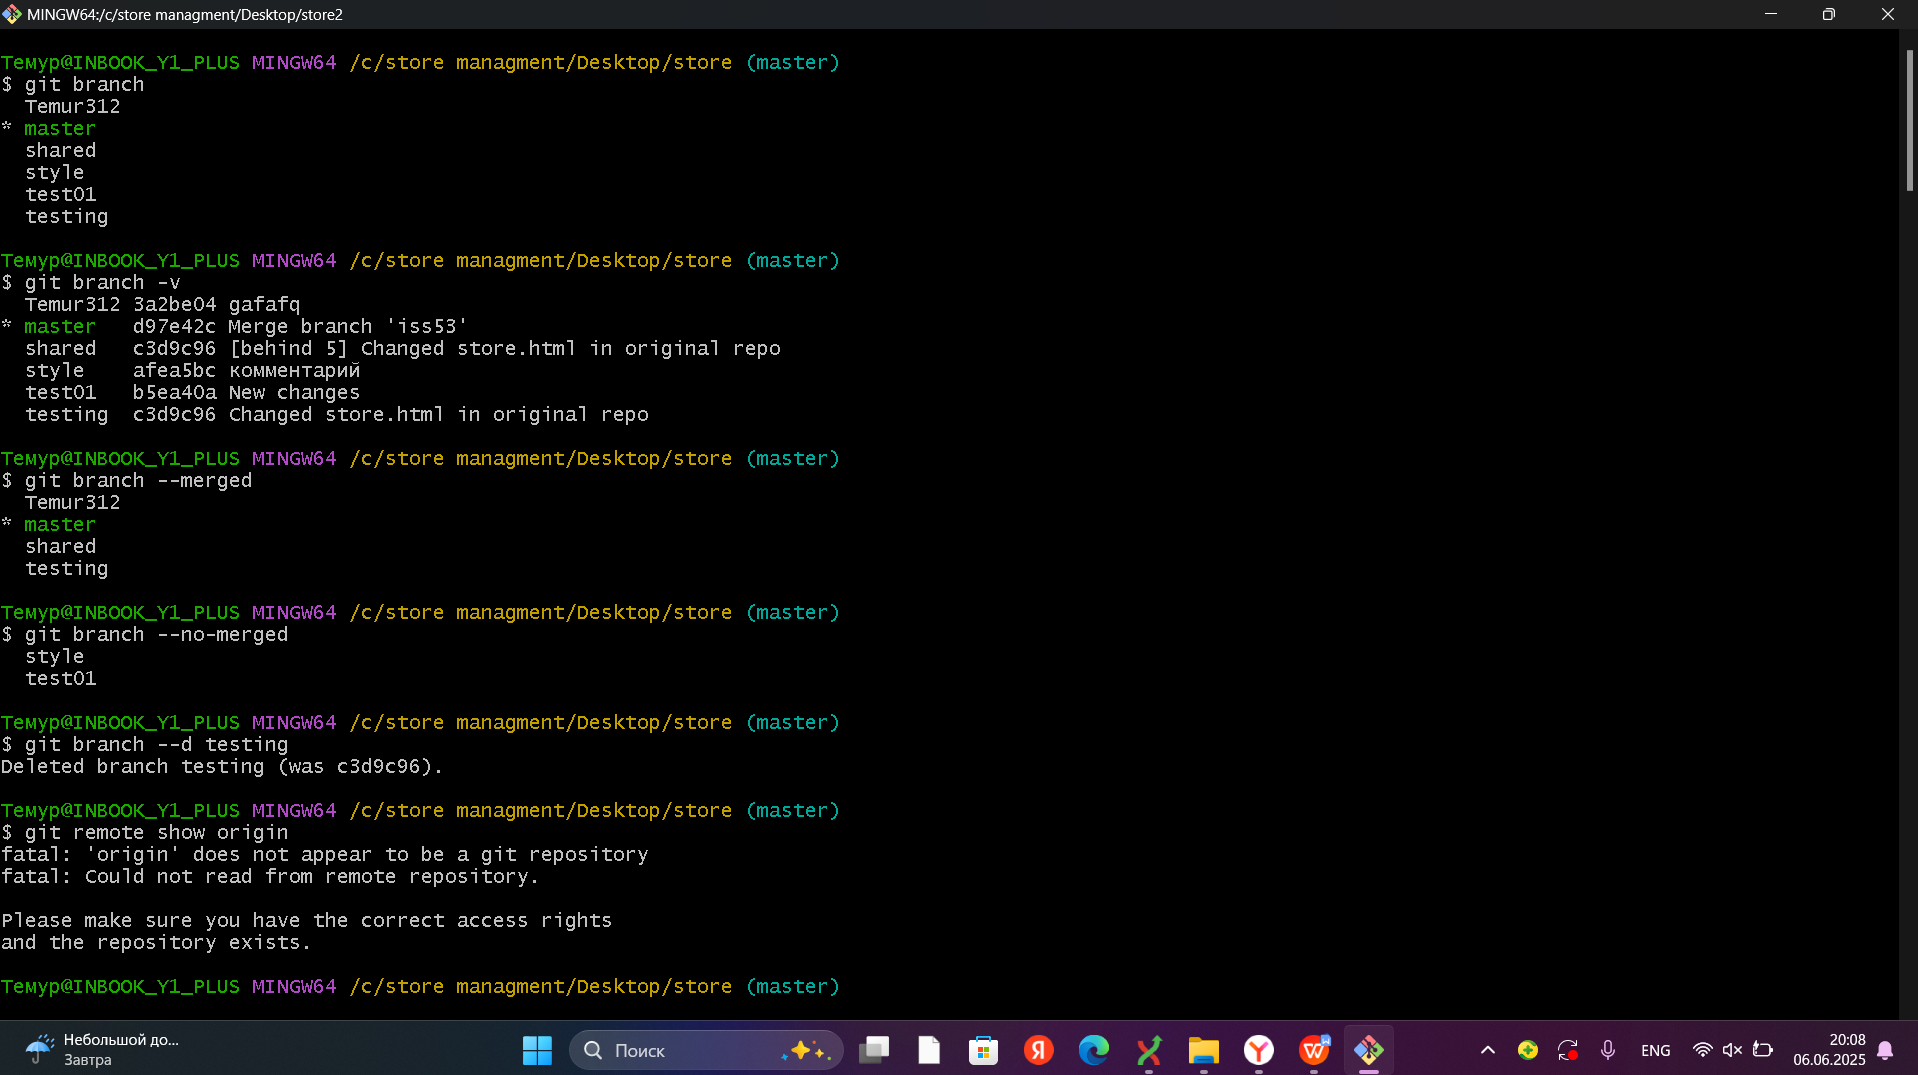 MINGW64:/c/store managment/Desktop/store2
Темур@INBOOK_Y1_PLUS MINGW64 /c/store managment/Desktop/store (master)
$ git branch
  Temur312
* master
  shared
  style
  test01
  testing
Темур@INBOOK_Y1_PLUS MINGW64 /c/store managment/Desktop/store (master)
$ git branch -v
  Temur312 3a2be04 gafafq
* master   d97e42c Merge branch 'iss53'
  shared   c3d9c96 [behind 5] Changed store.html in original repo
  style    afea5bc комментарий
  test01   b5ea40a New changes
  testing  c3d9c96 Changed store.html in original repo
Темур@INBOOK_Y1_PLUS MINGW64 /c/store managment/Desktop/store (master)
$ git branch --merged
  Temur312
* master
  shared
  testing
Темур@INBOOK_Y1_PLUS MINGW64 /c/store managment/Desktop/store (master)
$ git branch --no-merged
  style
  test01
Темур@INBOOK_Y1_PLUS MINGW64 /c/store managment/Desktop/store (master)
$ git branch --d testing
Deleted branch testing (was c3d9c96).
Темур@INBOOK_Y1_PLUS MINGW64 /c/store managment/Desktop/store (master)
$ git remote show origin
fatal: 'origin' does not appear to be a git repository
fatal: Could not read from remote repository.
Please make sure you have the correct access rights
and the repository exists.
Темур@INBOOK_Y1_PLUS MINGW64 /c/store managment/Desktop/store (master)
Небольшой до...
Завтра
Поиск
ENG
20:08
06.06.2025